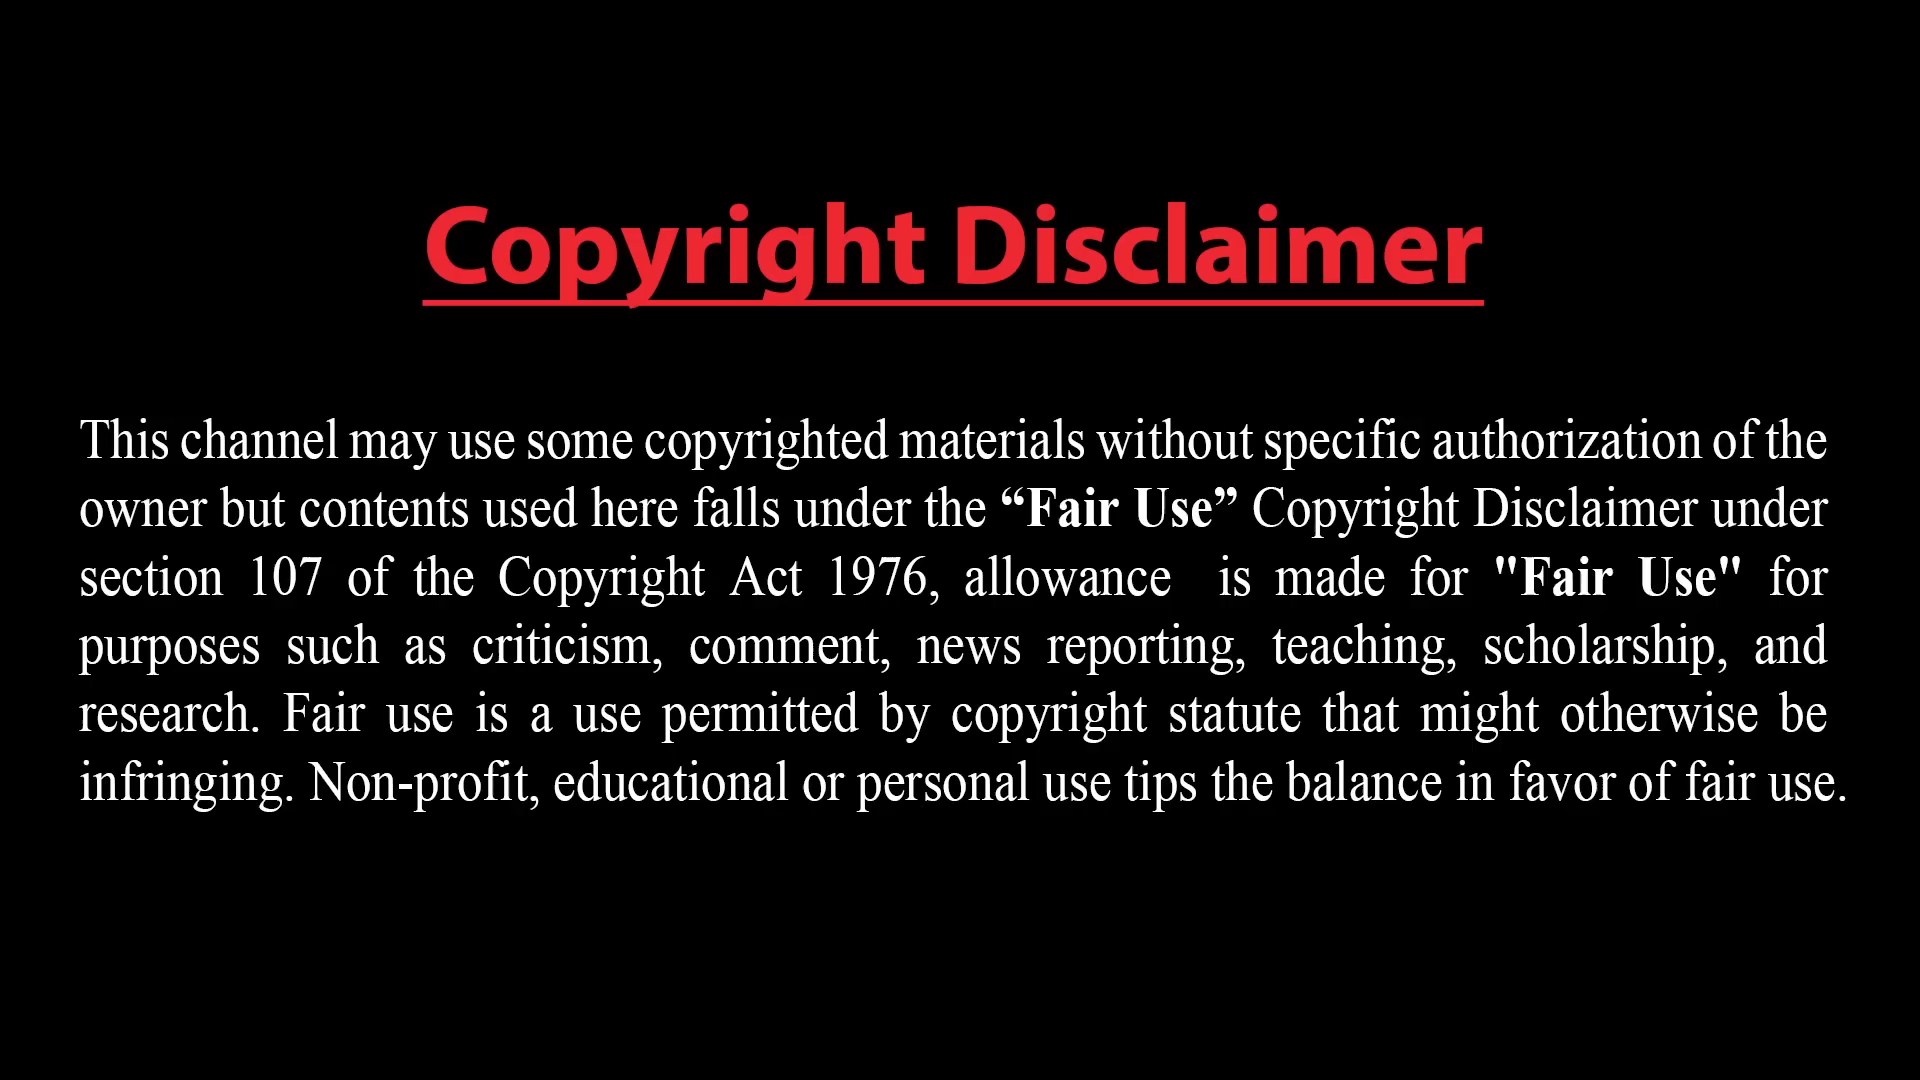 Copyright Disclaimer
This channel may use some copyrighted materials without specific authorization of the
owner but contents used here falls under the “Fair Use” Copyright Disclaimer under
section 107 of the Copyright Act 1976, allowance  is made for "Fair Use" for
purposes such as criticism, comment, news reporting, teaching, scholarship, and
research. Fair use is a use permitted by copyright statute that might otherwise be
infringing. Non-profit, educational or personal use tips the balance in favor of fair use.